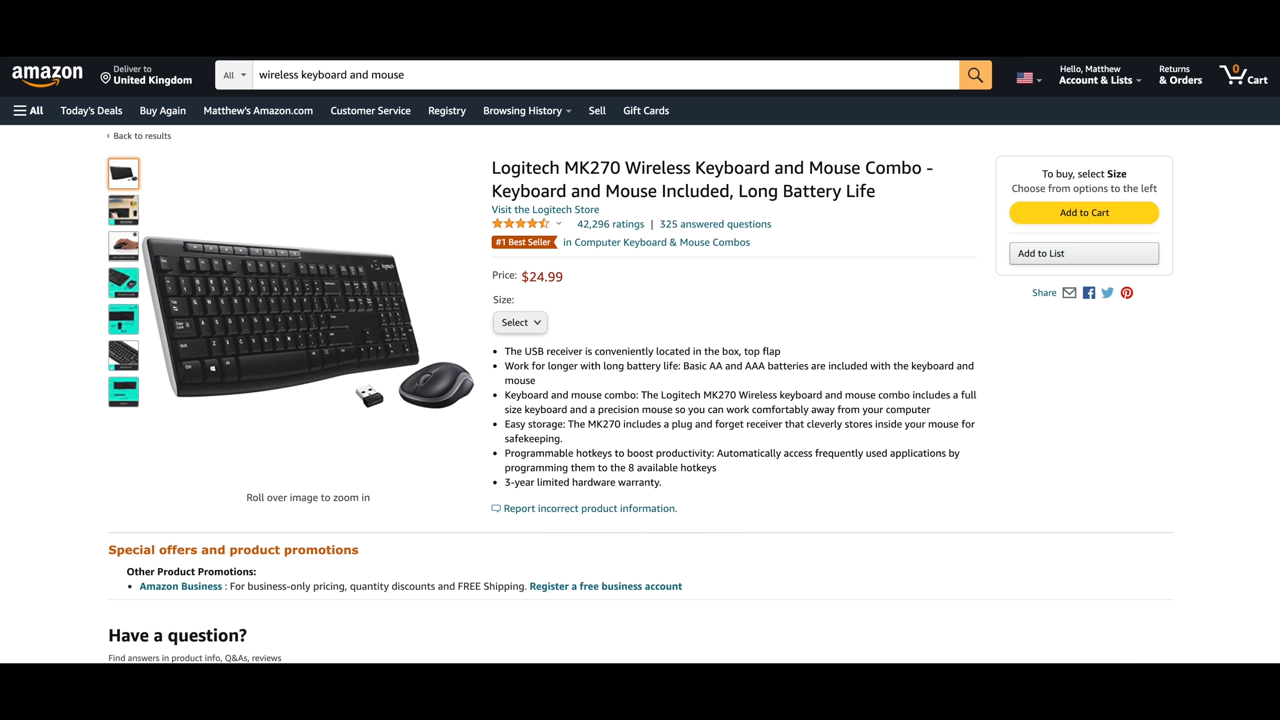 amazon
Deliver to
United Kingdom
All
wireless keyboard and mouse
Hello, Matthew
Account & Lists
Returns
& Orders
0
Cart
All
Today's Deals
Buy Again
Matthew's Amazon.com
Customer Service
Registry
Browsing History
Sell
Gift Cards
‹ Back to results
Logitech MK270 Wireless Keyboard and Mouse Combo -
Keyboard and Mouse Included, Long Battery Life
Visit the Logitech Store
42,296 ratings | 325 answered questions
#1 Best Seller in Computer Keyboard & Mouse Combos
Price: $24.99
Size:
Select
• The USB receiver is conveniently located in the box, top flap
• Work for longer with long battery life: Basic AA and AAA batteries are included with the keyboard and
mouse
• Keyboard and mouse combo: The Logitech MK270 Wireless keyboard and mouse combo includes a full
size keyboard and a precision mouse so you can work comfortably away from your computer
• Easy storage: The MK270 includes a plug and forget receiver that cleverly stores inside your mouse for
safekeeping.
• Programmable hotkeys to boost productivity: Automatically access frequently used applications by
programming them to the 8 available hotkeys
• 3-year limited hardware warranty.
Report incorrect product information.
To buy, select Size
Choose from options to the left
Add to Cart
Add to List
Share
logitech
Roll over image to zoom in
Special offers and product promotions
Other Product Promotions:
• Amazon Business : For business-only pricing, quantity discounts and FREE Shipping. Register a free business account
Have a question?
Find answers in product info, Q&As, reviews